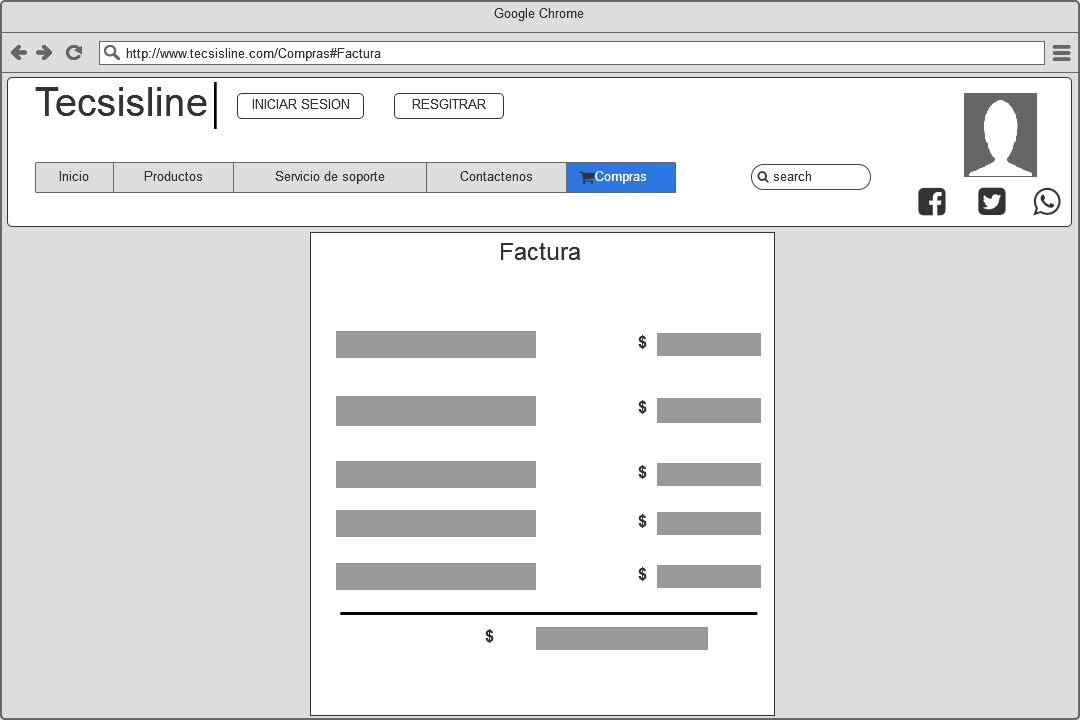 Google Chrome
http://www.tecsisline.com/Compras#Factura
Tecsisline
INICIAR SESION
RESGITRAR
Inicio
Productos
Servicio de soporte
Contactenos
Compras
search
Factura
$
$
$
$
$
$